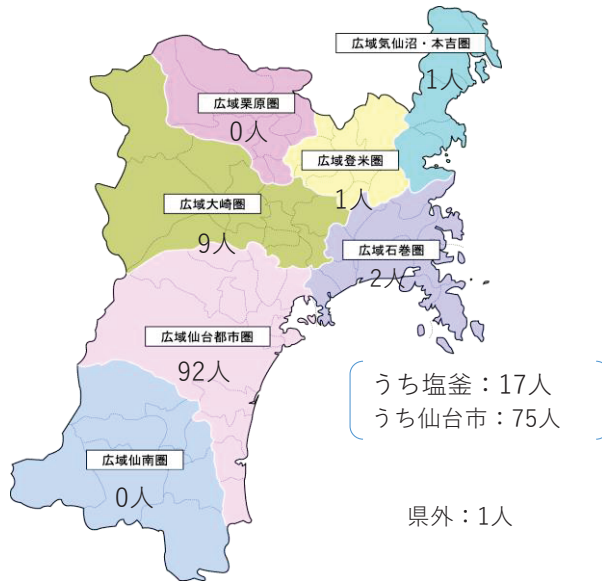 広域気仙沼・本吉圏
1人
広域栗原圏
0人
広域登米圏
1人
広域大崎圏
9人
広域石巻圏
2人
広域仙台都市圏
92人
うち塩釜：17人
うち仙台市：75人
広域仙南圏
0人
県外：1人